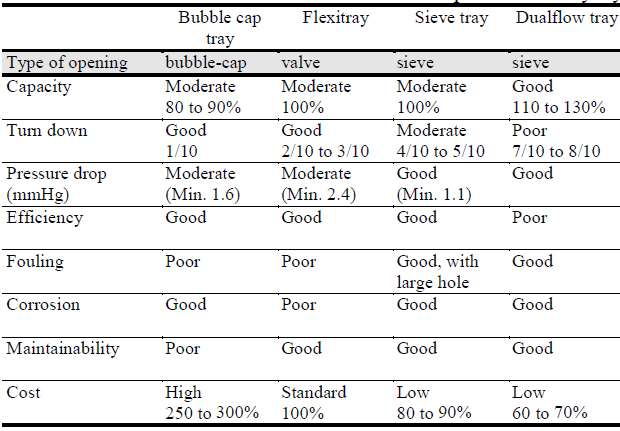 Bubble cap tray Flexitray Sieve tray Dualflow tray
Type of opening bubble-cap valve sieve sieve
Capacity Moderate Moderate Moderate Good
80 to 90% 100% 100% 110 to 130%
Turn down Good Good Moderate Poor
1/10 2/10 to 3/10 4/10 to 5/10 7/10 to 8/10
Pressure drop Moderate Moderate Good Good
(mmHg) (Min. 1.6) (Min. 2.4) (Min. 1.1)
Efficiency Good Good Good Poor
Fouling Poor Poor Good, with Good
large hole
Corrosion Good Poor Good Good
Maintainability Poor Good Good Good
Cost High Standard Low Low
250 to 300% 100% 80 to 90% 60 to 70%